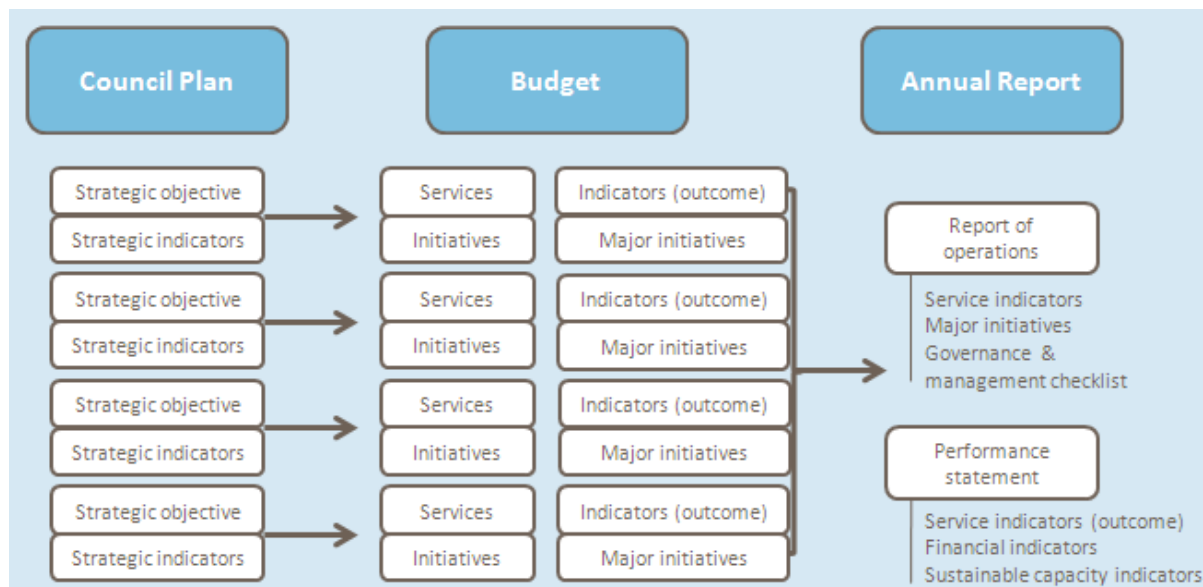 Council Plan
Budget
Annual Report
Strategic objective
Strategic indicators
Services
Initiatives
Indicators (outcome)
Major initiatives
Strategic objective
Strategic indicators
Services
Initiatives
Indicators (outcome)
Major initiatives
Strategic objective
Strategic indicators
Services
Initiatives
Indicators (outcome)
Major initiatives
Strategic objective
Strategic indicators
Services
Initiatives
Indicators (outcome)
Major initiatives
Report of
operations
Service indicators
Major initiatives
Governance &
management checklist
Performance
statement
Service indicators (outcome)
Financial indicators
Sustainable capacity indicators